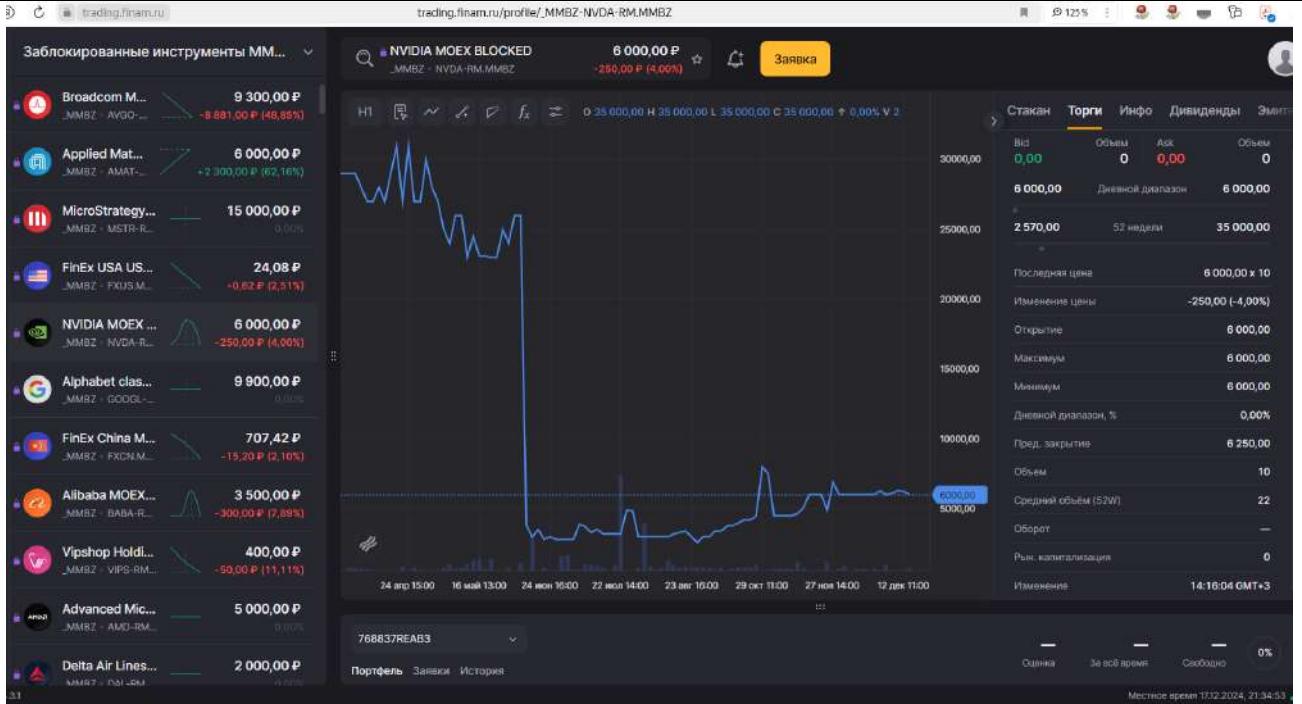 trading.finam.ru
trading.finam.ru/profile/_MMBZ-NVDA-RM.MMBZ
125%
Заблокированные инструменты MM...
Broadcom M...
9 300,00 ₽
_MMBZ - AVGO-...
-8 881,00 ₽ (48,85%)
Applied Mat...
6 000,00 ₽
_MMBZ - AMAT-...
+2 300,00 ₽ (62,16%)
MicroStrategy...
15 000,00 ₽
_MMBZ - MSTR-R...
0,00%
FinEx USA US...
24,08 ₽
_MMBZ - FXUS.M...
-0,62 ₽ (2,51%)
NVIDIA MOEX ...
6 000,00 ₽
_MMBZ - NVDA-R...
-250,00 ₽ (4,00%)
Alphabet clas...
9 900,00 ₽
_MMBZ - GOOGL-...
0,00%
FinEx China M...
707,42 ₽
_MMBZ - FXCN.M...
-15,20 ₽ (2,10%)
Alibaba MOEX...
3 500,00 ₽
_MMBZ - BABA-R...
-300,00 ₽ (7,89%)
Vipshop Holdi...
400,00 ₽
_MMBZ - VIPS-RM...
-50,00 ₽ (11,11%)
Advanced Mic...
5 000,00 ₽
_MMBZ - AMD-RM...
0,00%
Delta Air Lines...
2 000,00 ₽
_MMBZ - DAL-RM
NVIDIA MOEX BLOCKED
6 000,00 ₽
_MMBZ - NVDA-RM.MMBZ
-250,00 ₽ (4,00%)
Заявка
H1
O 35 000,00 H 35 000,00 L 35 000,00 C 35 000,00 ↑ 0,00% V 2
30000,00
25000,00
20000,00
15000,00
10000,00
6000,00
5000,00
24 апр 15:00 16 май 13:00 24 июн 16:00 22 июл 14:00 23 авг 16:00 29 окт 11:00 27 ноя 14:00 12 дек 11:00
Стакан Торги Инфо Дивиденды Эмит
Bid Объем Ask Объем
0,00 0 0,00 0
6 000,00 Дневной диапазон 6 000,00
2 570,00 52 недели 35 000,00
Последняя цена 6 000,00 x 10
Изменение цены -250,00 (-4,00%)
Открытие 6 000,00
Максимум 6 000,00
Минимум 6 000,00
Дневной диапазон, % 0,00%
Пред. закрытие 6 250,00
Объем 10
Средний объём (52W) 22
Оборот —
Рын. капитализация 0
Изменение 14:16:04 GMT+3
768837REAB3
Портфель Заявки История
— — —
Оценка За всё время Свободно 0%
3.1
Местное время 17.12.2024, 21:34:53